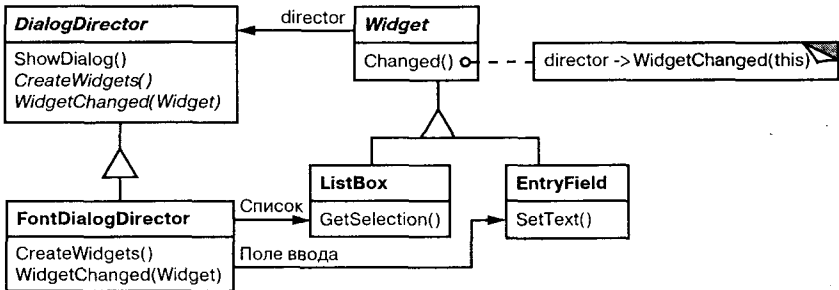 DialogDirector
ShowDialog()
CreateWidgets()
WidgetChanged(Widget)
director
Widget
Changed()
director ->WidgetChanged(this)
FontDialogDirector
CreateWidgets()
WidgetChanged(Widget)
Список
Поле ввода
ListBox
GetSelection()
EntryField
SetText()